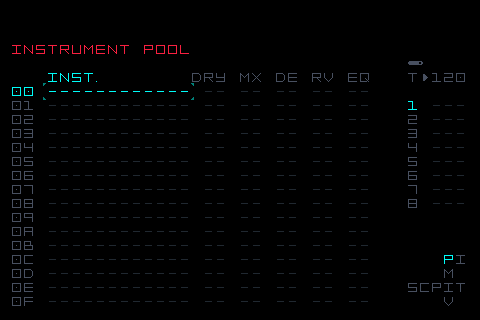 INSTRUMENT POOL
INST. DRY MX DE RV EQ T▶120
00 ------------- -- -- -- -- --
01 ------------- -- -- -- -- -- 1 ---
02 ------------- -- -- -- -- -- 2 ---
03 ------------- -- -- -- -- -- 3 ---
04 ------------- -- -- -- -- -- 4 ---
05 ------------- -- -- -- -- -- 5 ---
06 ------------- -- -- -- -- -- 6 ---
07 ------------- -- -- -- -- -- 7 ---
08 ------------- -- -- -- -- -- 8 ---
09 ------------- -- -- -- -- --
0A ------------- -- -- -- -- --
0B ------------- -- -- -- -- --
0C ------------- -- -- -- -- -- PI
0D ------------- -- -- -- -- -- M
0E ------------- -- -- -- -- -- SCPIT
0F ------------- -- -- -- -- -- V